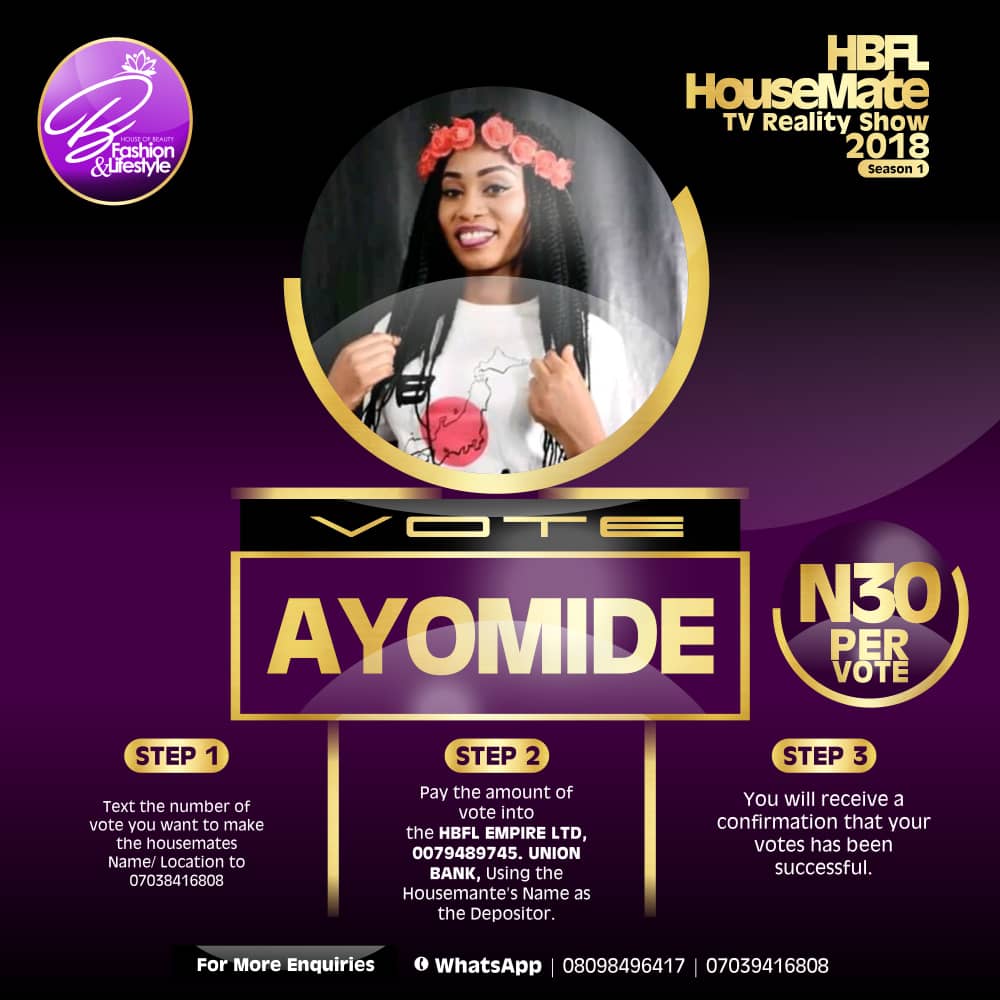 HOUSE OF BEAUTY
Fashion
&Lifestyle
HBFL
HouseMate
TV Reality Show
2018
Season 1
VOTE
AYOMIDE
N30
PER
VOTE
STEP 1
Text the number of
vote you want to make
the housemates
Name/ Location to
07038416808
STEP 2
Pay the amount of
vote into
the HBFL EMPIRE LTD,
0079489745. UNION
BANK, Using the
Housemante's Name as
the Depositor.
STEP 3
You will receive a
confirmation that your
votes has been
successful.
For More Enquiries
WhatsApp | 08098496417 | 07039416808